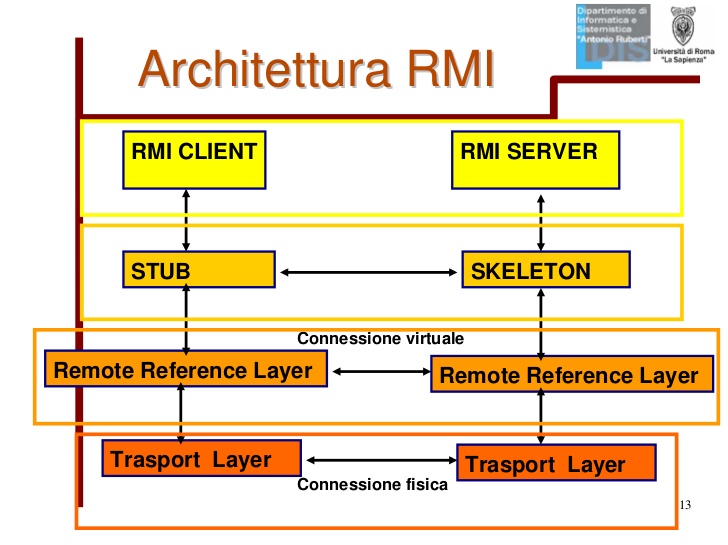 Dipartimento di
Informatica e
Sistemistica
"Antonio Ruberti"
Università di Roma
"La Sapienza"
Architettura RMI
RMI CLIENT
RMI SERVER
STUB
SKELETON
Connessione virtuale
Remote Reference Layer
Remote Reference Layer
Trasport Layer
Trasport Layer
Connessione fisica
13